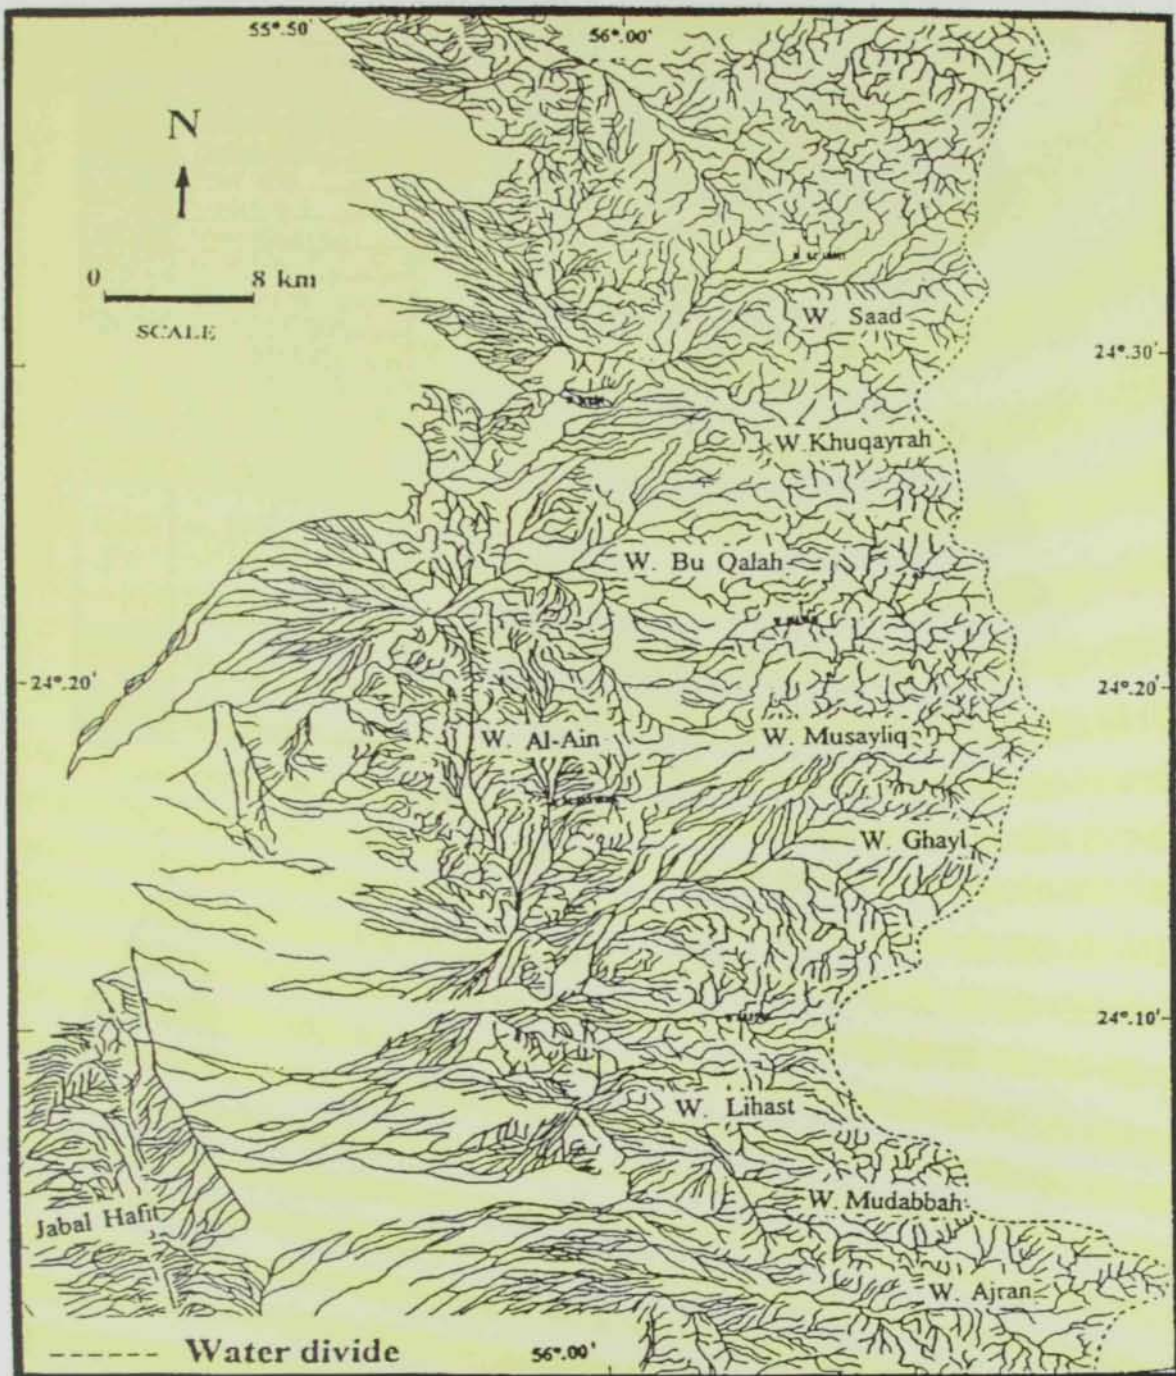 55°.50'
56°.00'
N
0 8 km
SCALE
W. Saad
24°.30'
W. Khuqayrah
W. Bu Qalah
24°.20'
24°.20'
W. Al-Ain
W. Musayliq
W. Ghayl
24°.10'
W. Lihast
W. Mudabbah
Jabal Hafit
W. Ajran
Water divide
56°.00'